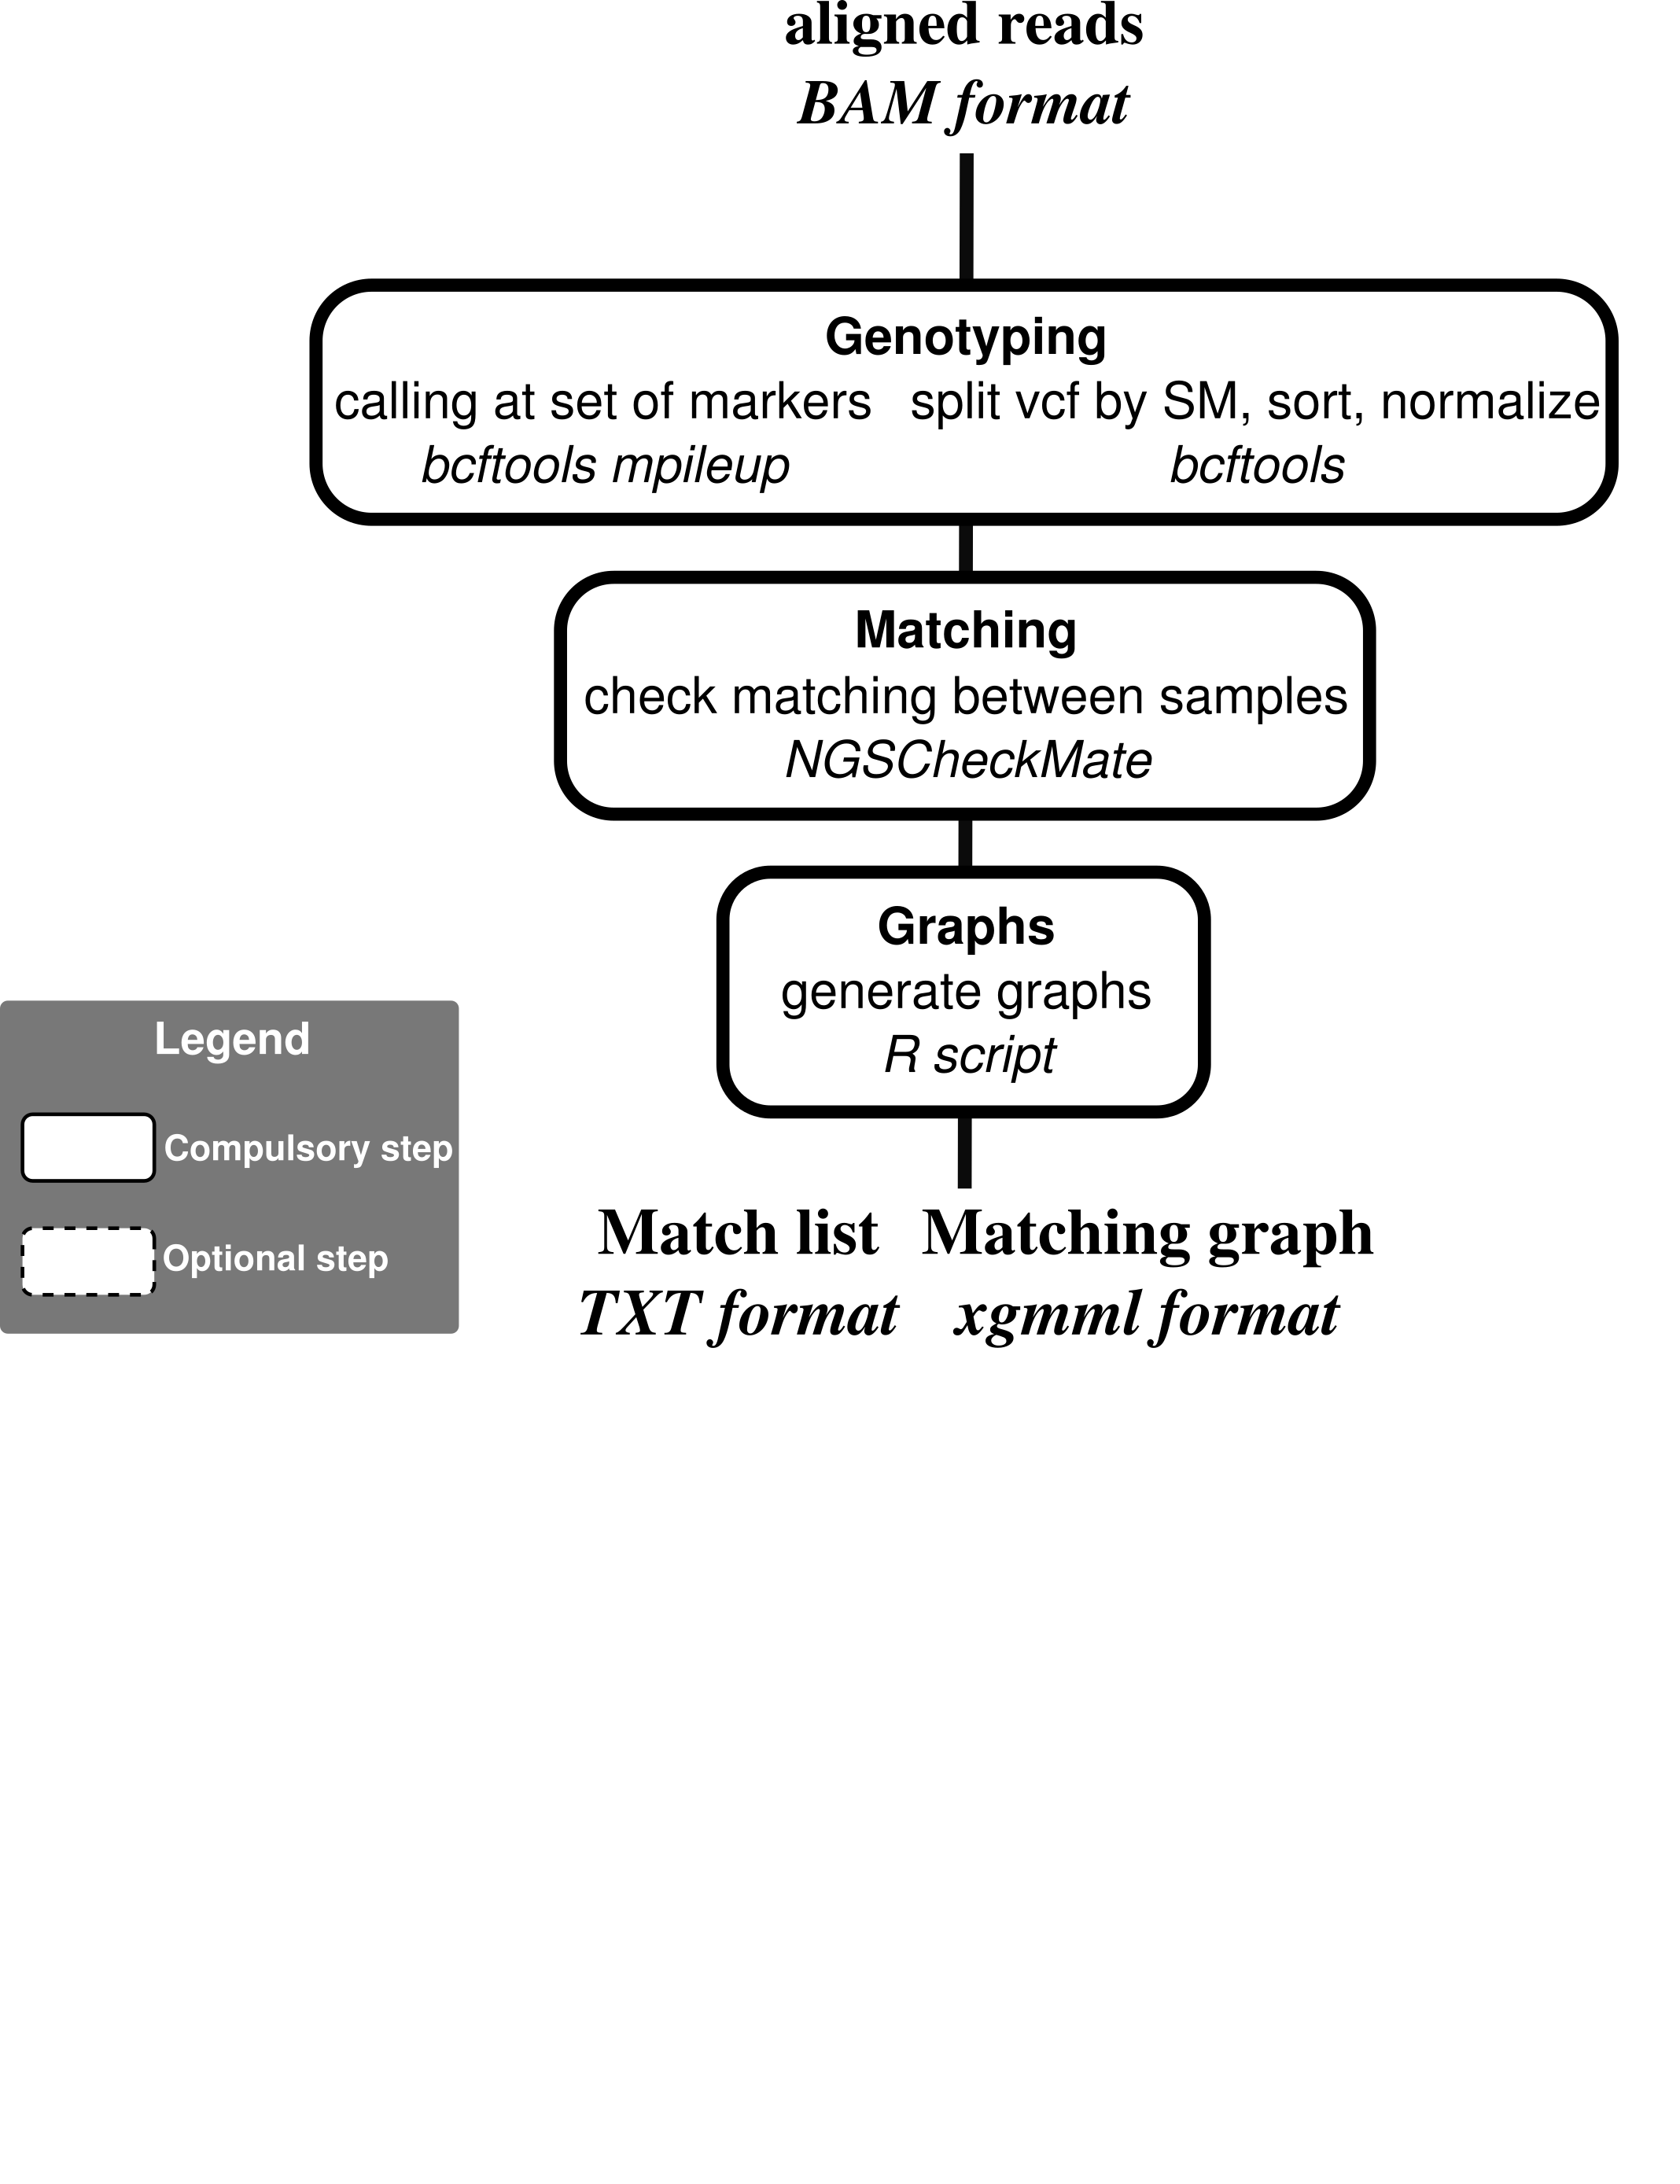 aligned reads
BAM format
Genotyping
calling at set of markers split vcf by SM, sort, normalize
bcftools mpileup bcftools
Matching
check matching between samples
NGSCheckMate
Graphs
generate graphs
R script
Legend
Compulsory step
Optional step
Match list Matching graph
TXT format xgmml format